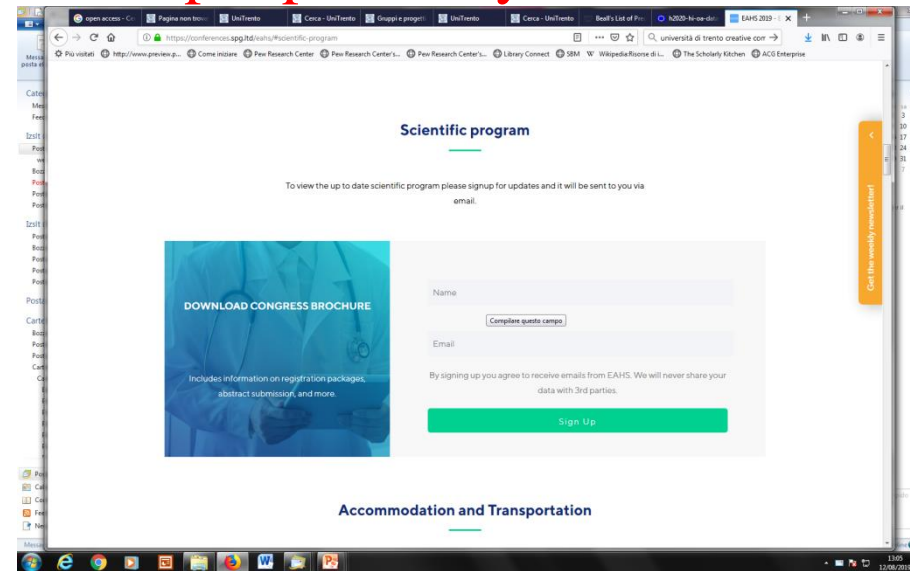 open access - Ce
Pagina non trova
UniTrento
Cerca - UniTrento
Gruppi e progetti
UniTrento
Cerca - UniTrento
Beall's List of Pre
h2020-hi-oa-data
EAHS 2019 - E
https://conferences.spg.ltd/eahs/#scientific-program
università di trento creative com
Più visitati
http://www.preview.p...
Come iniziare
Pew Research Center
Pew Research Center's...
Pew Research Center's...
Library Connect
SBM
Wikipedia:Risorse di i...
The Scholarly Kitchen
ACG Enterprise
Scientific program
To view the up to date scientific program please signup for updates and it will be sent to you via
email.
Get the weekly newsletter!
DOWNLOAD CONGRESS BROCHURE
Includes information on registration packages,
abstract submission, and more.
Name
Compilare questo campo
Email
By signing up you agree to receive emails from EAHS. We will never share your
data with 3rd parties.
Sign Up
Accommodation and Transportation
13:05
12/08/2019